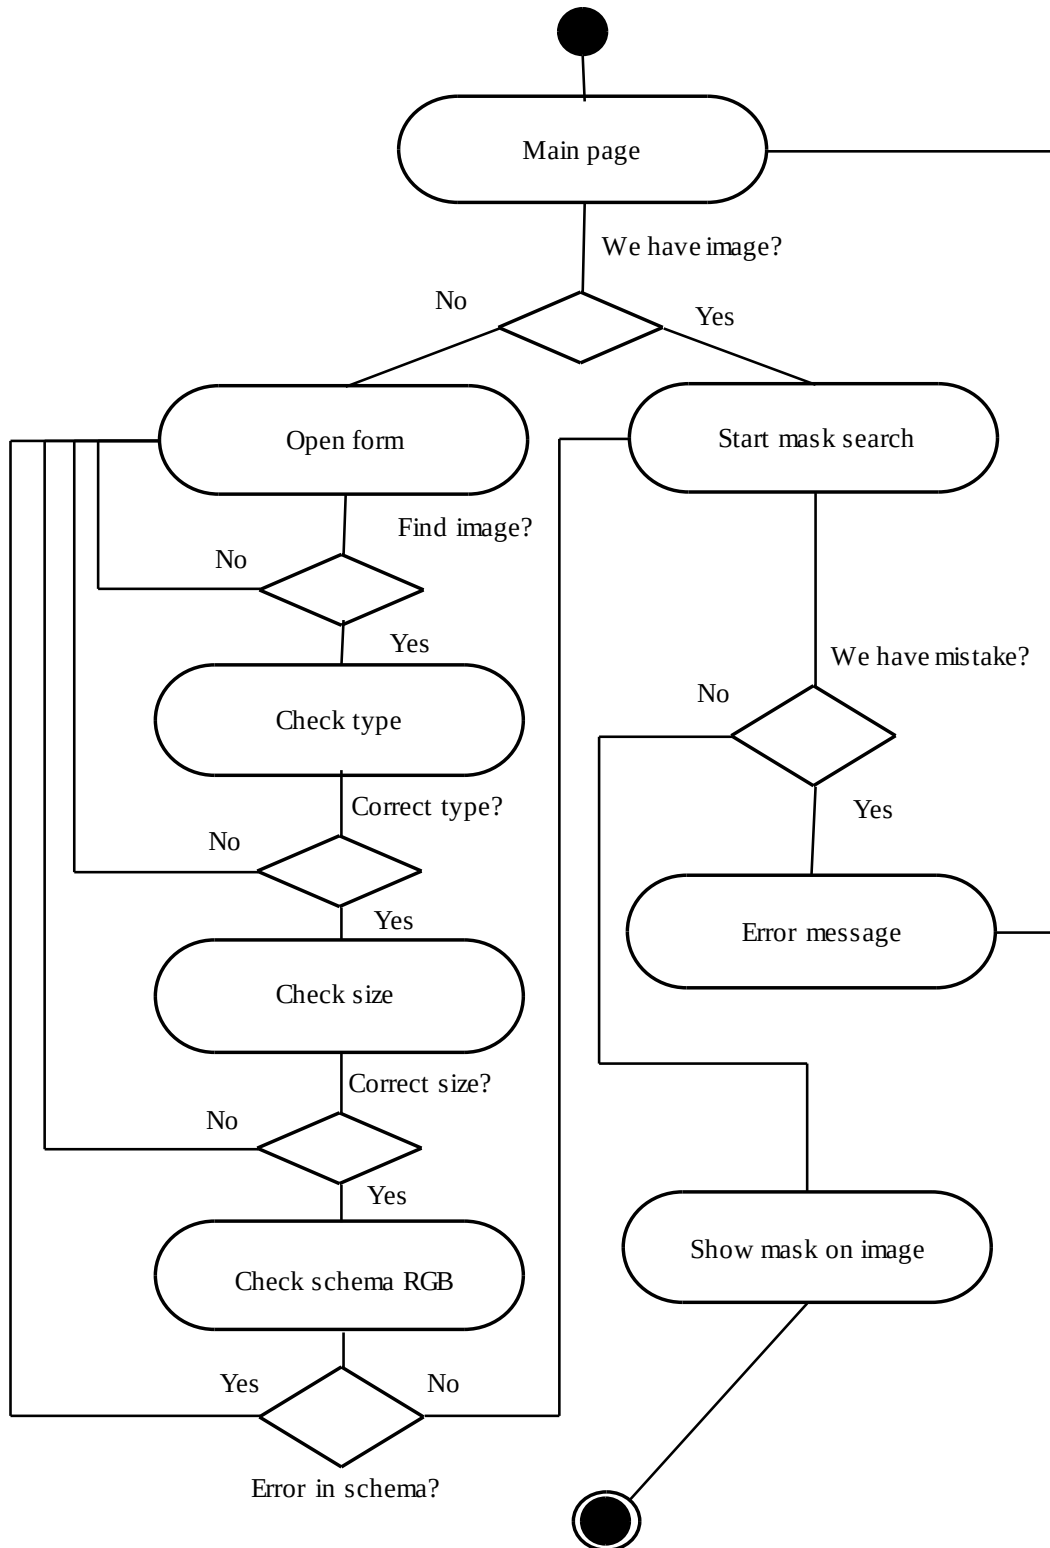 Main page
We have image?
No
Yes
Open form
Start mask search
Find image?
No
Yes
We have mistake?
No
Check type
Correct type?
Yes
No
Yes
Error message
Check size
Correct size?
No
Yes
Show mask on image
Check schema RGB
Yes
No
Error in schema?